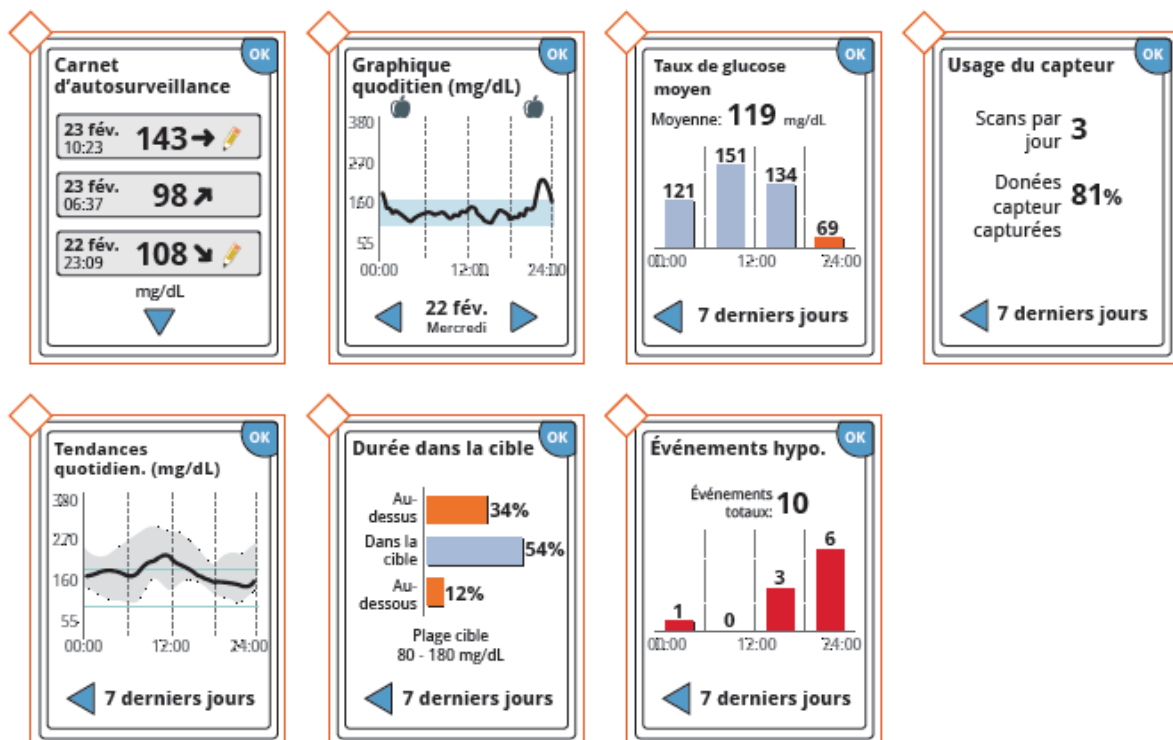 OK
Carnet
d'autosurveillance
23 fév.
10:23
143
23 fév.
06:37
98
22 fév.
23:09
108
mg/dL
OK
Graphique
quoditien (mg/dL)
380
270
160
55
00:00 12:00 24:00
22 fév.
Mercredi
OK
Taux de glucose
moyen
Moyenne: 119 mg/dL
121 151 134 69
00:00 12:00 24:00
7 derniers jours
OK
Usage du capteur
Scans par
jour 3
Donées
capteur
capturées
81%
7 derniers jours
OK
Tendances
quotidien. (mg/dL)
380
270
160
55
00:00 12:00 24:00
7 derniers jours
OK
Durée dans la cible
Au-
dessus
34%
Dans la
cible
54%
Au-
dessous
12%
Plage cible
80 - 180 mg/dL
7 derniers jours
OK
Événements hypo.
Événements
totaux: 10
1 0 3 6
00:00 12:00 24:00
7 derniers jours